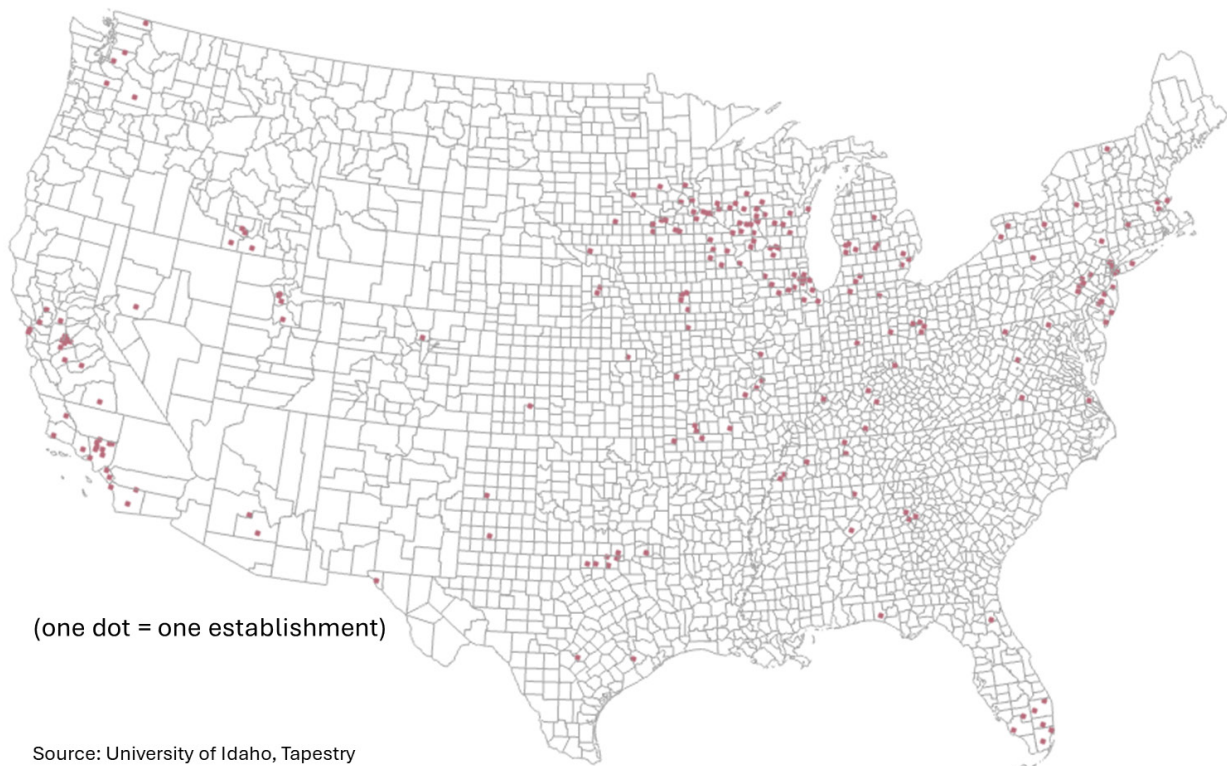 (one dot = one establishment)
Source: University of Idaho, Tapestry